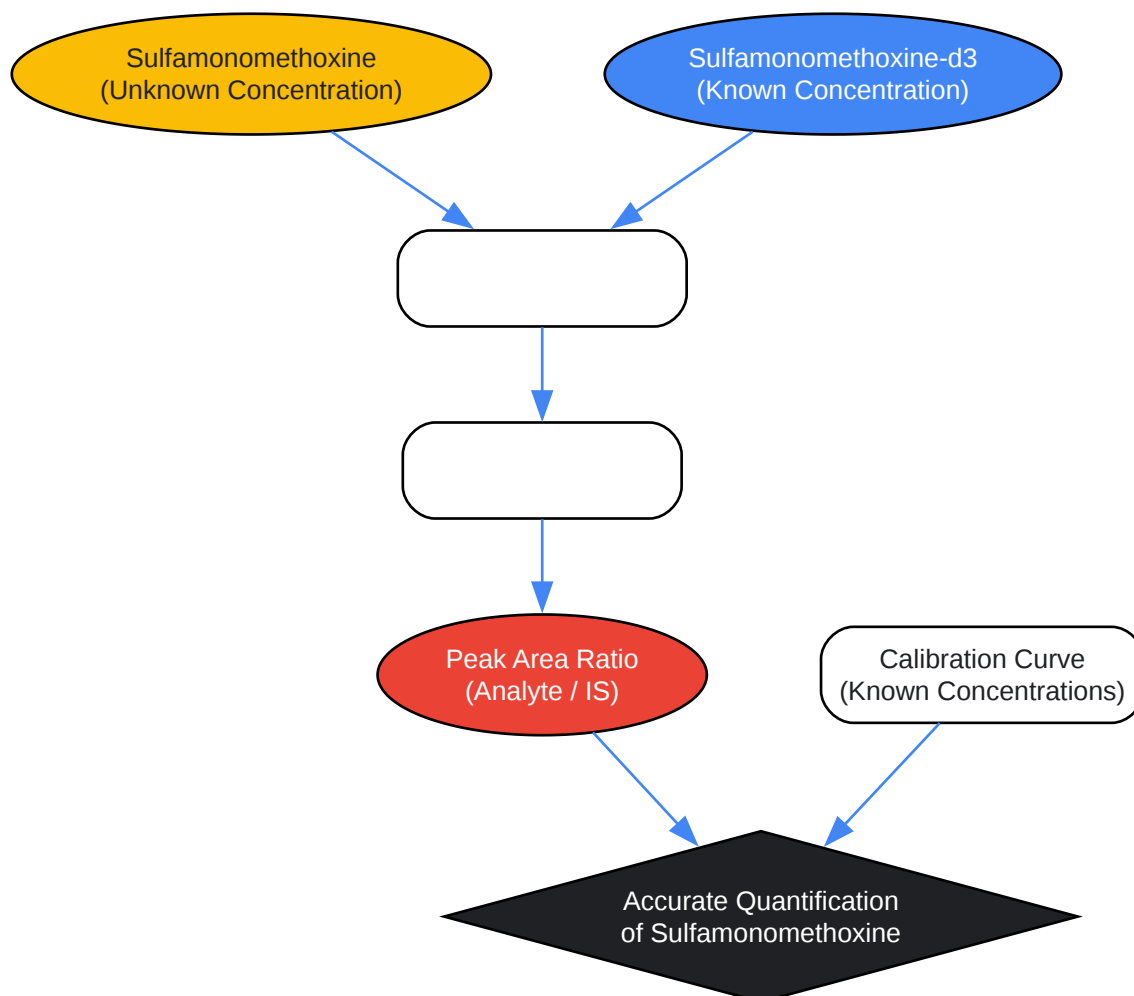 Sulfamonomethoxine
(Unknown Concentration)
Sulfamonomethoxine-d3
(Known Concentration)
Peak Area Ratio
(Analyte / IS)
Calibration Curve
(Known Concentrations)
Accurate Quantification
of Sulfamonomethoxine